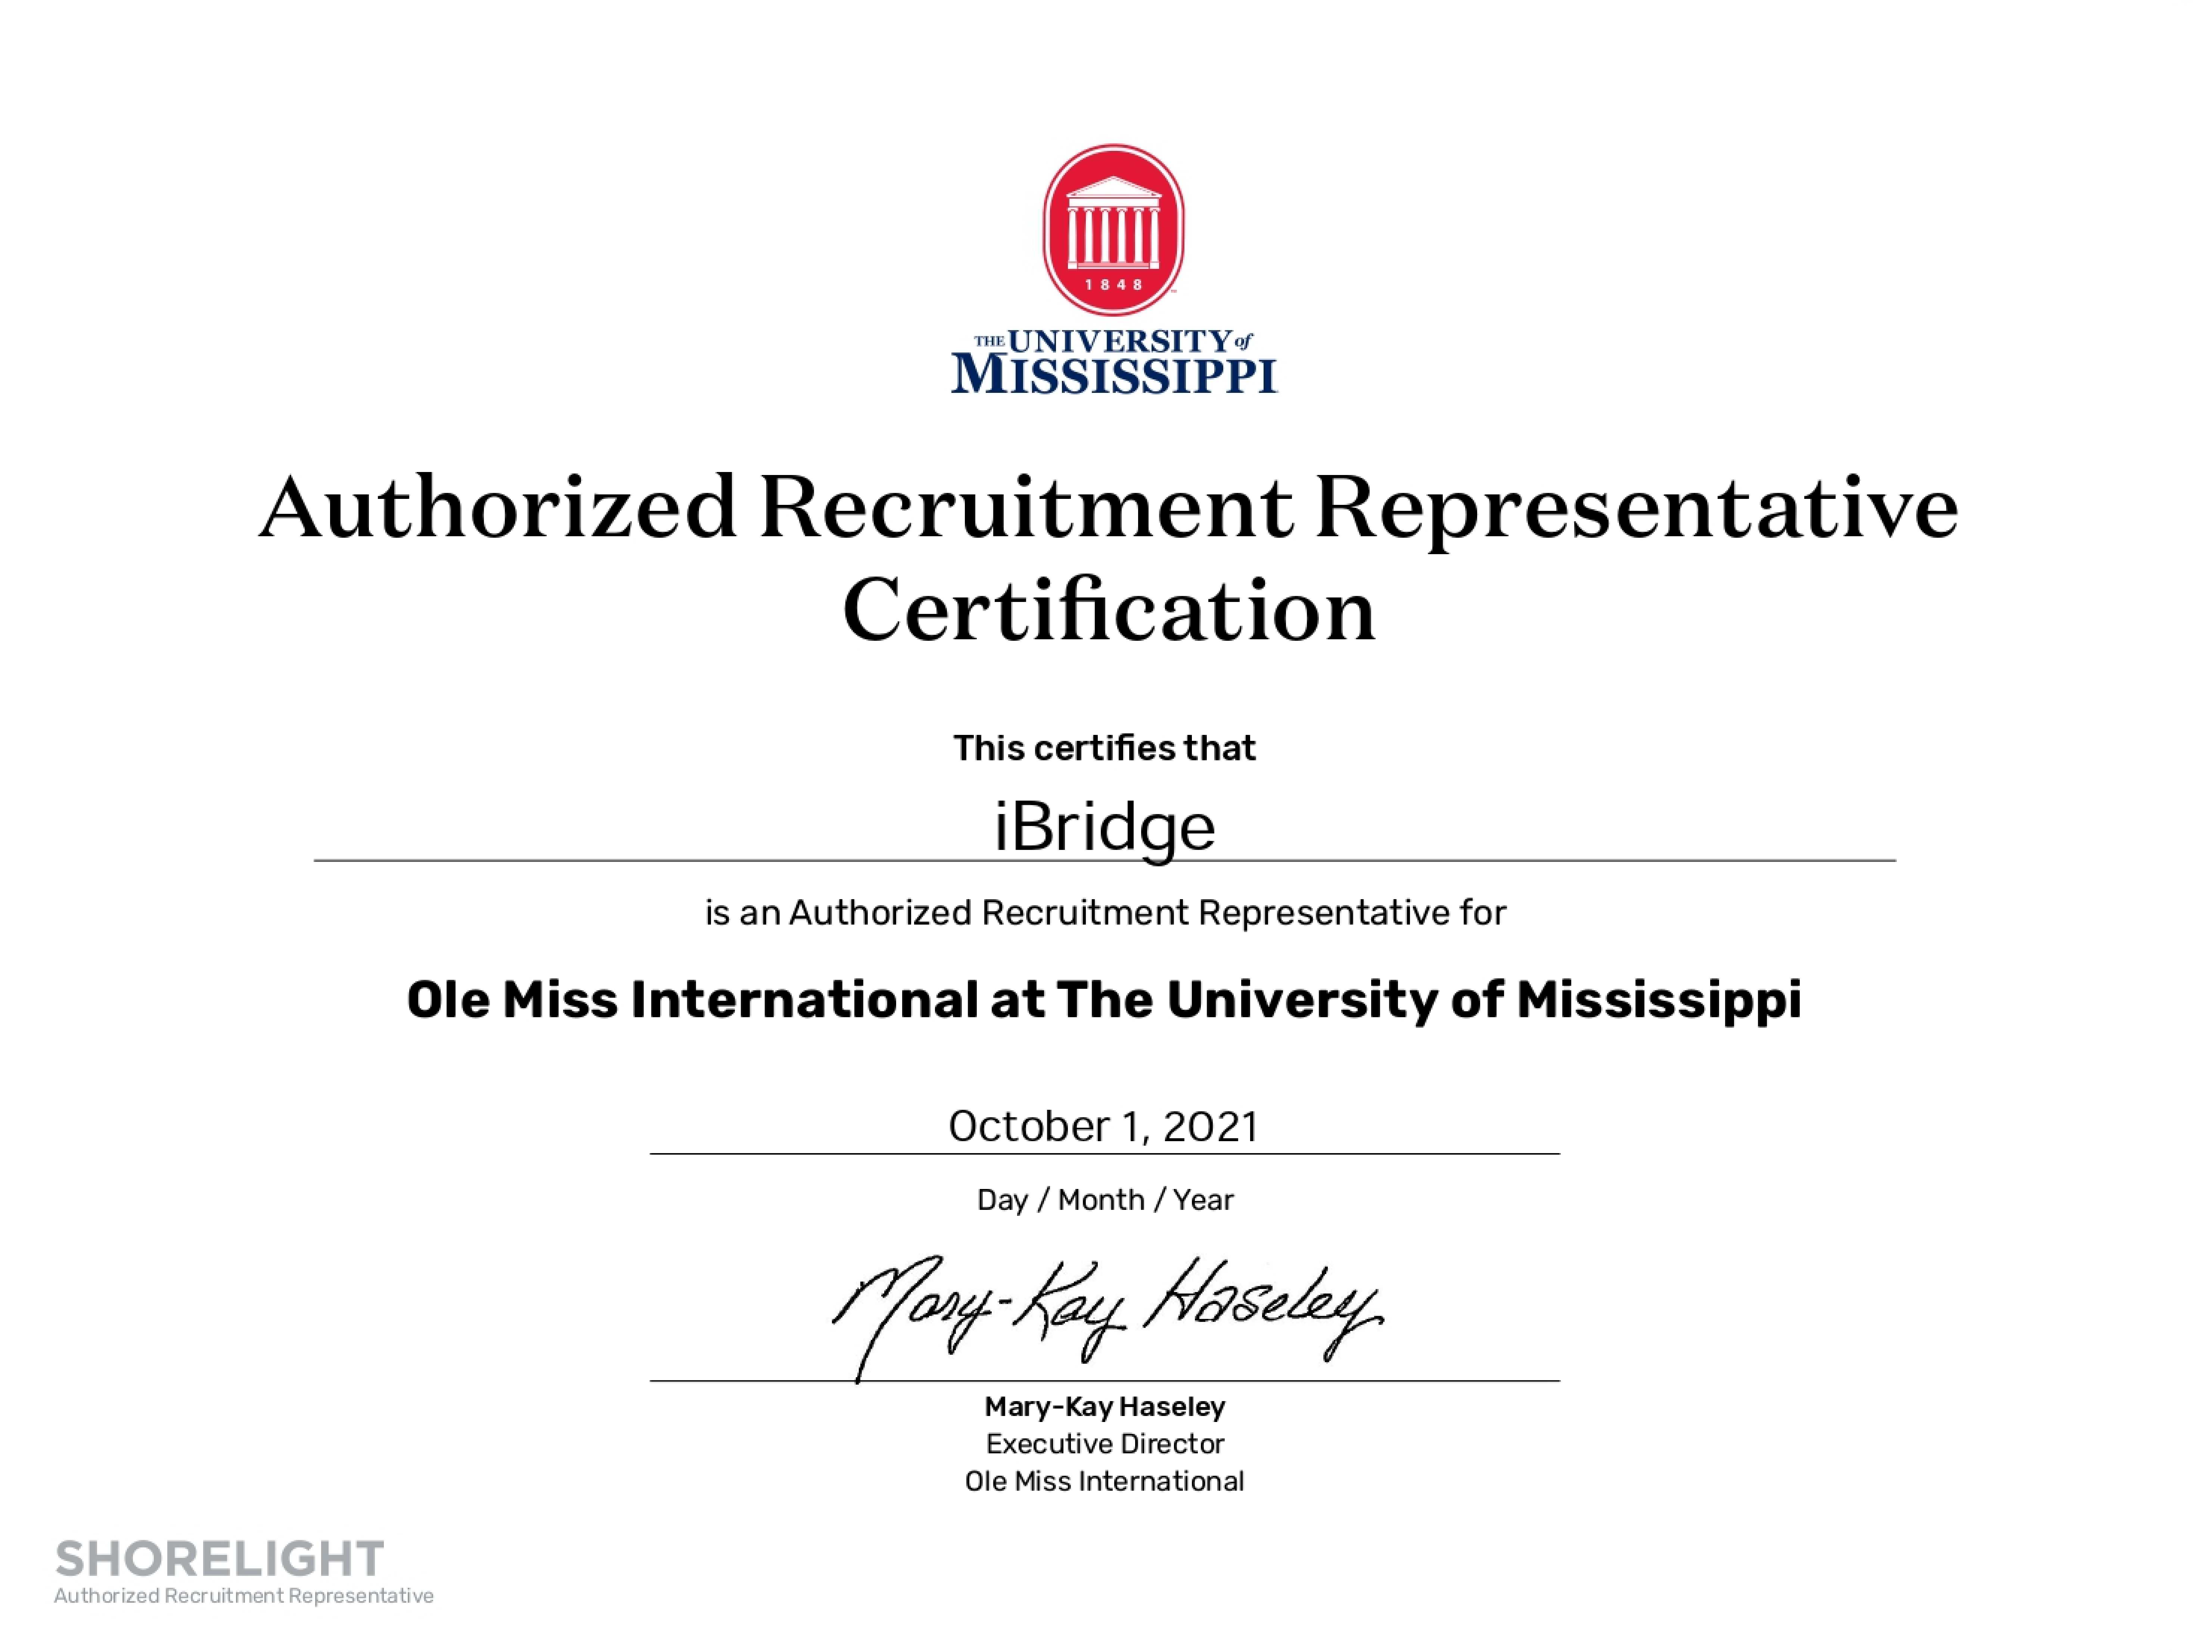 1848
THE UNIVERSITY of
MISSISSIPPI
Authorized Recruitment Representative
Certification
This certifies that
iBridge
is an Authorized Recruitment Representative for
Ole Miss International at The University of Mississippi
October 1, 2021
Day / Month / Year
Mary-Kay Haseley
Mary-Kay Haseley
Executive Director
Ole Miss International
SHORELIGHT
Authorized Recruitment Representative